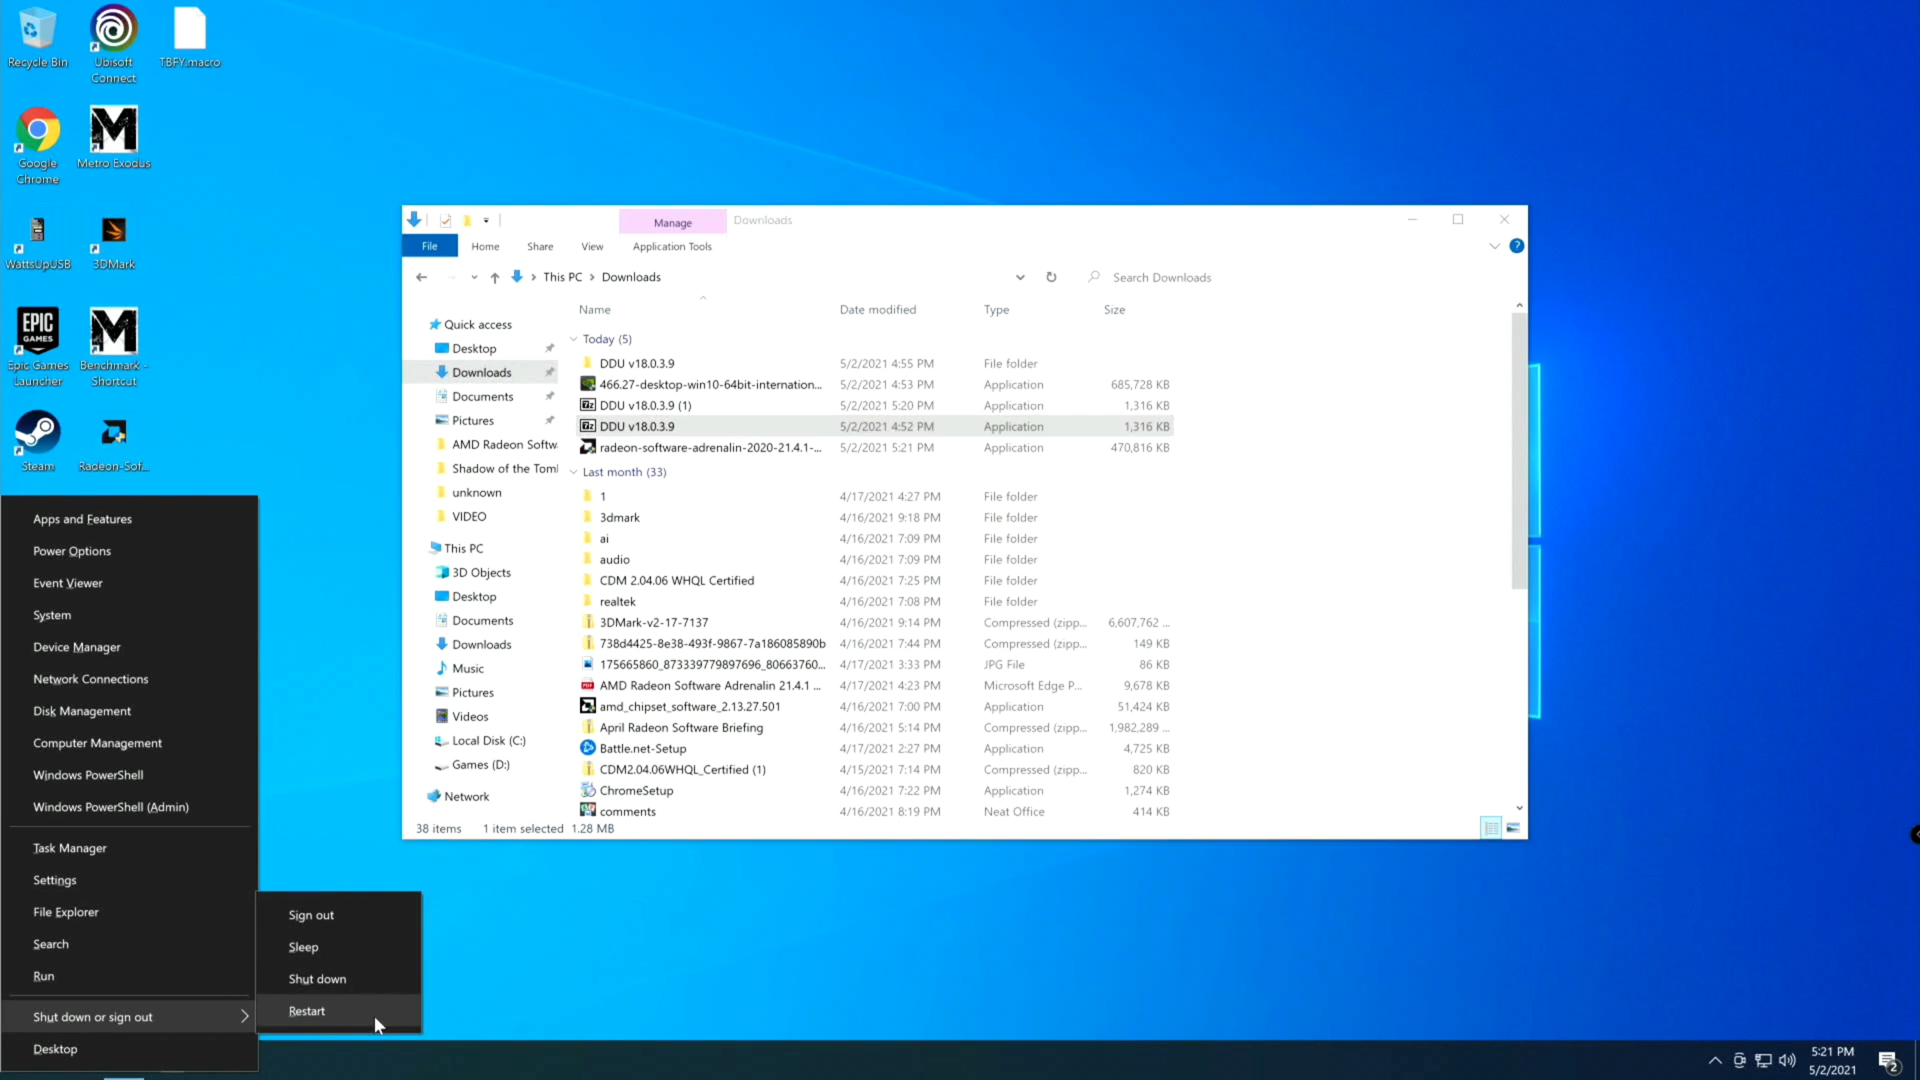 Recycle Bin
Ubisoft
Connect
TBFY.macro
Google
Chrome
Metro Exodus
WattsUpUSB
3DMark
EPIC
GAMES
Epic Games
Launcher
Benchmark -
Shortcut
Steam
Radeon-Sof...
Manage
Downloads
File
Home
Share
View
Application Tools
This PC > Downloads
Search Downloads
Name
Date modified
Type
Size
Quick access
Desktop
Downloads
Documents
Pictures
AMD Radeon Softw
Shadow of the Tom
unknown
VIDEO
This PC
3D Objects
Desktop
Documents
Downloads
Music
Pictures
Videos
Local Disk (C:)
Games (D:)
Network
Today (5)
DDU v18.0.3.9 5/2/2021 4:55 PM File folder
466.27-desktop-win10-64bit-internation... 5/2/2021 4:53 PM Application 685,728 KB
DDU v18.0.3.9 (1) 5/2/2021 5:20 PM Application 1,316 KB
DDU v18.0.3.9 5/2/2021 4:52 PM Application 1,316 KB
radeon-software-adrenalin-2020-21.4.1-... 5/2/2021 5:21 PM Application 470,816 KB
Last month (33)
1 4/17/2021 4:27 PM File folder
3dmark 4/16/2021 9:18 PM File folder
ai 4/16/2021 7:09 PM File folder
audio 4/16/2021 7:09 PM File folder
CDM 2.04.06 WHQL Certified 4/16/2021 7:25 PM File folder
realtek 4/16/2021 7:08 PM File folder
3DMark-v2-17-7137 4/16/2021 9:14 PM Compressed (zipp... 6,607,762 ...
738d4425-8e38-493f-9867-7a186085890b 4/16/2021 7:44 PM Compressed (zipp... 149 KB
175665860_873339779897696_80663760... 4/17/2021 3:33 PM JPG File 86 KB
AMD Radeon Software Adrenalin 21.4.1 ... 4/17/2021 4:23 PM Microsoft Edge P... 9,678 KB
amd_chipset_software_2.13.27.501 4/16/2021 7:00 PM Application 51,424 KB
April Radeon Software Briefing 4/16/2021 5:14 PM Compressed (zipp... 1,982,289 ...
Battle.net-Setup 4/17/2021 2:27 PM Application 4,725 KB
CDM2.04.06WHQL_Certified (1) 4/15/2021 7:14 PM Compressed (zipp... 820 KB
ChromeSetup 4/16/2021 7:22 PM Application 1,274 KB
comments 4/16/2021 8:19 PM Neat Office 414 KB
38 items 1 item selected 1.28 MB
Apps and Features
Power Options
Event Viewer
System
Device Manager
Network Connections
Disk Management
Computer Management
Windows PowerShell
Windows PowerShell (Admin)
Task Manager
Settings
File Explorer
Search
Run
Shut down or sign out
Desktop
Sign out
Sleep
Shut down
Restart
5:21 PM
5/2/2021
2